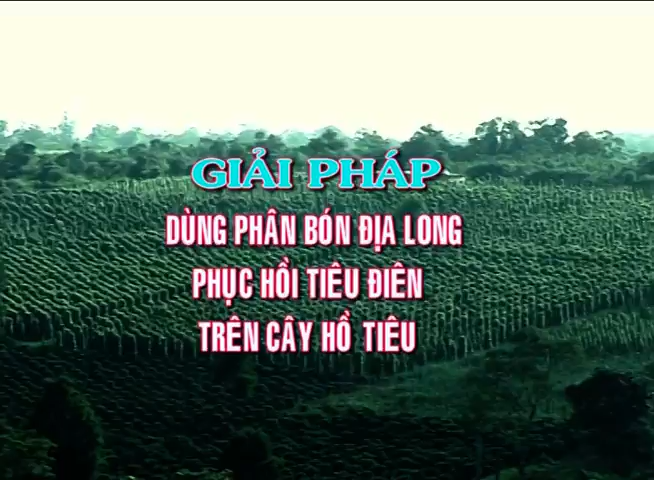 GIẢI PHÁP
DÙNG PHÂN BÓN ĐỊA LONG
PHỤC HỒI TIÊU ĐIÊN
TRÊN CÂY HỒ TIÊU